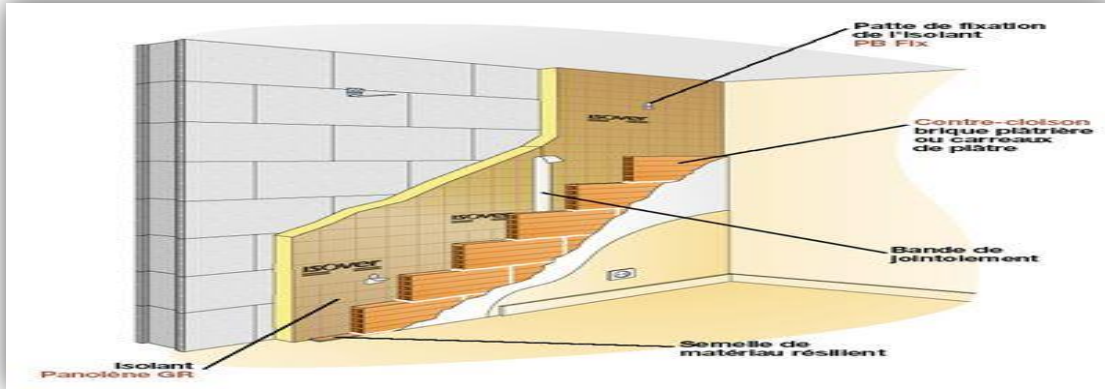 Patte de fixation
de l'isolant
PB Fix
Contre-cloison
brique plâtrière
ou carreaux
de plâtre
isover
isover
isover
Bande de
jointoiement
Semelle de
matériau résilient
Isolant
Panolène GR